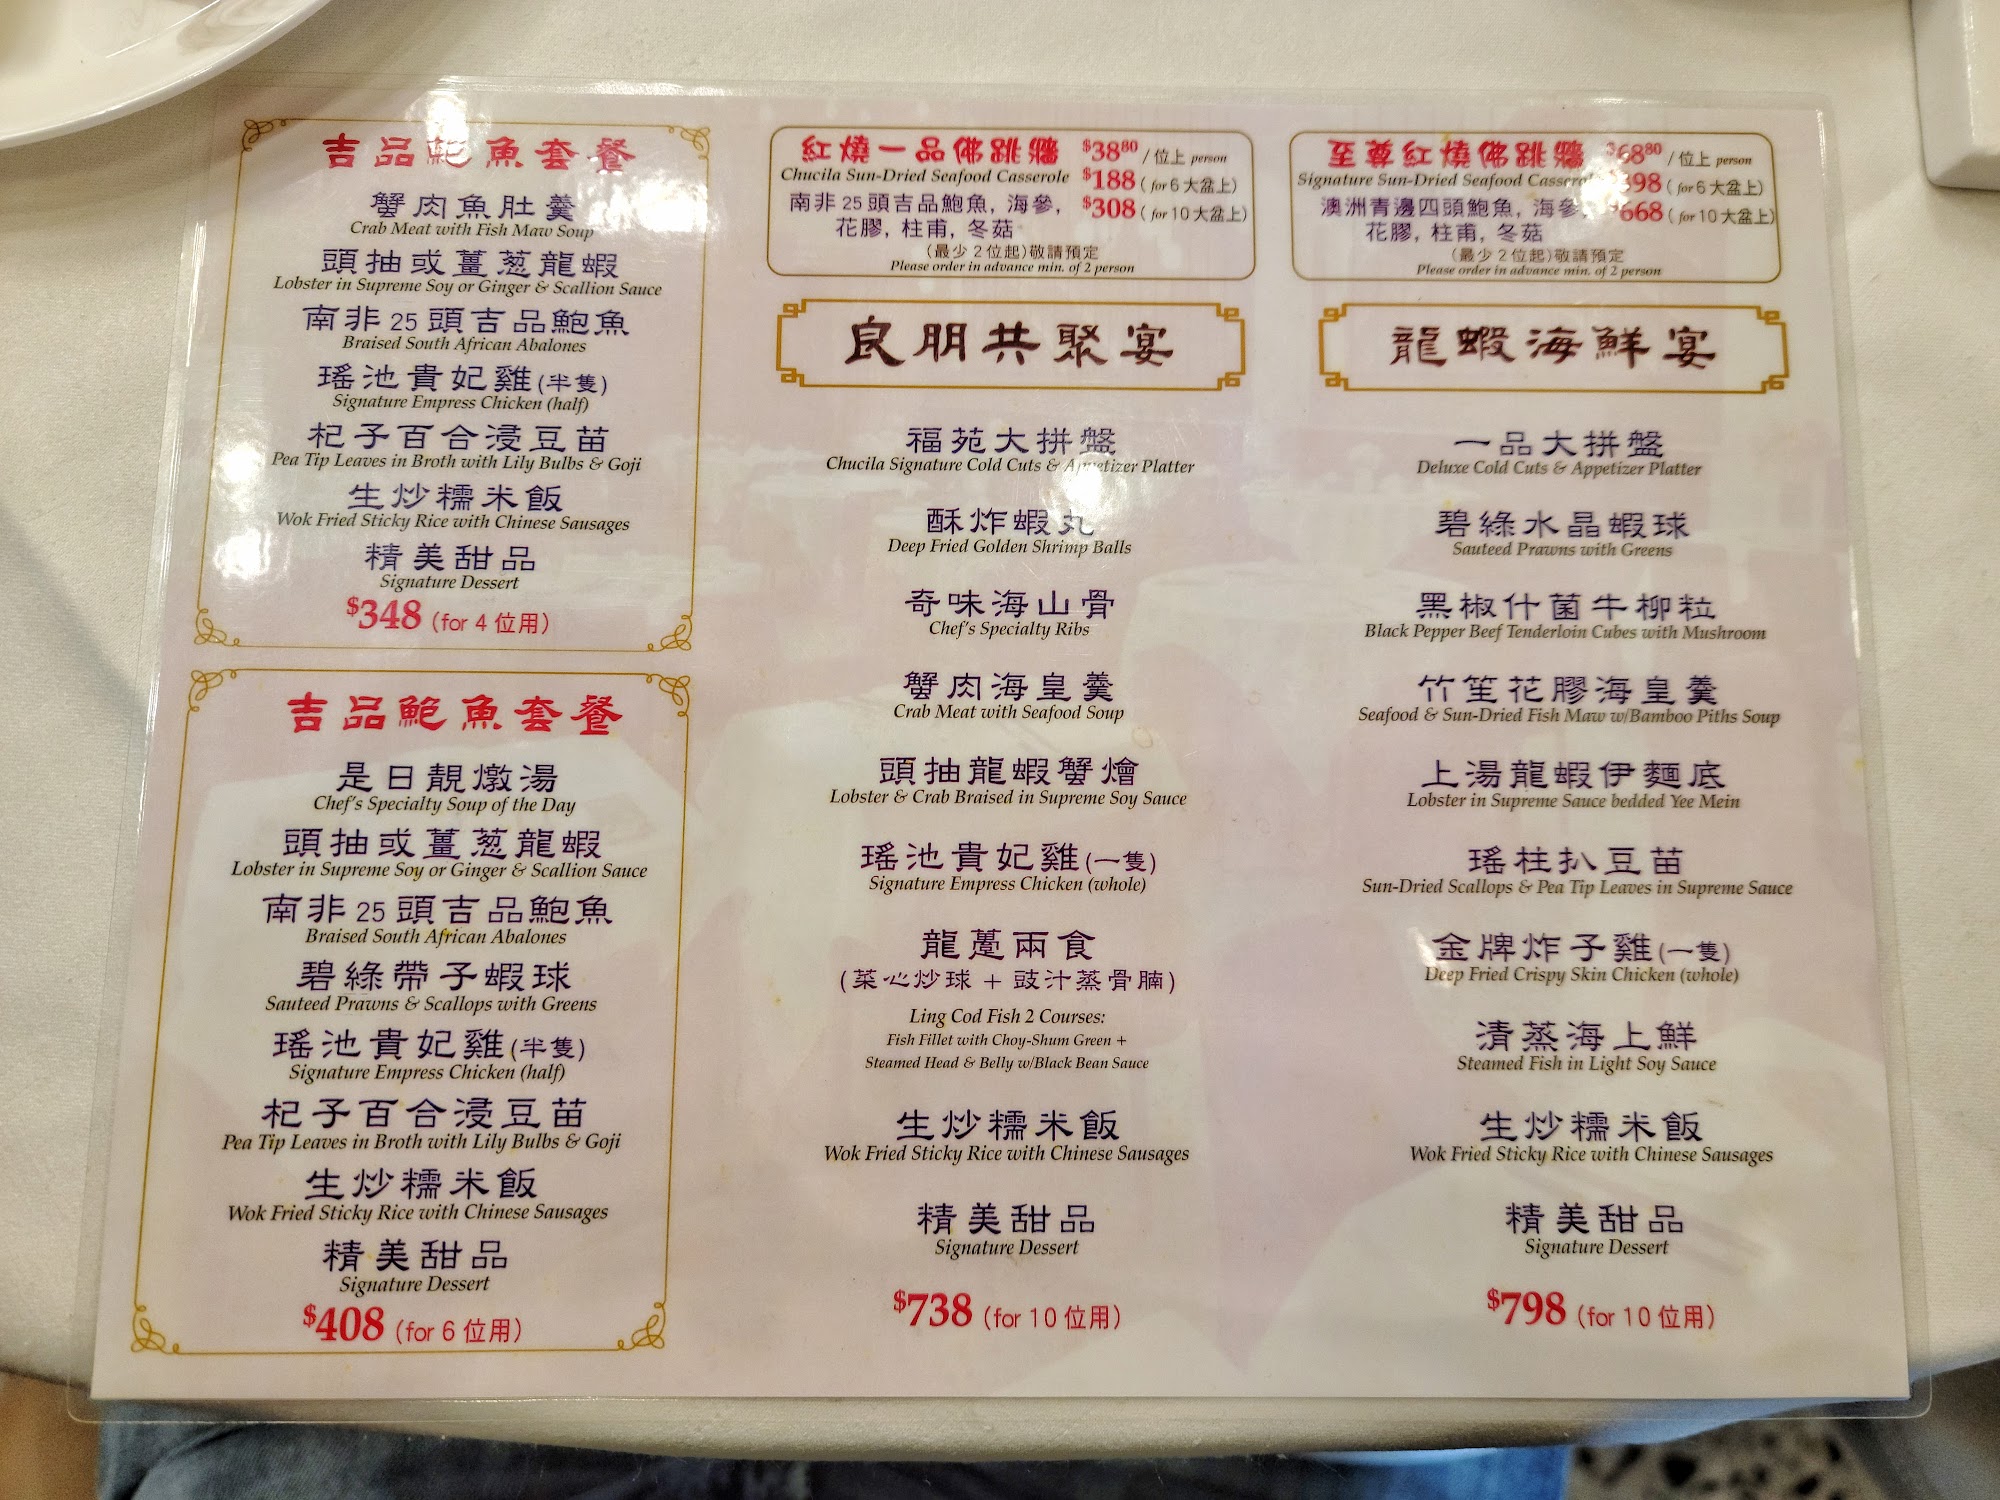 吉品鮑魚套餐
蟹肉魚肚羹
Crab Meat with Fish Maw Soup
頭抽或薑葱龍蝦
Lobster in Supreme Soy or Ginger & Scallion Sauce
南非25頭吉品鮑魚
Braised South African Abalones
瑤池貴妃雞(半隻)
Signature Empress Chicken (half)
杞子百合浸豆苗
Pea Tip Leaves in Broth with Lily Bulbs & Goji
生炒糯米飯
Wok Fried Sticky Rice with Chinese Sausages
精美甜品
Signature Dessert
$348 (for 4 位用)
吉品鮑魚套餐
是日靚燉湯
Chef's Specialty Soup of the Day
頭抽或薑葱龍蝦
Lobster in Supreme Soy or Ginger & Scallion Sauce
南非25頭吉品鮑魚
Braised South African Abalones
碧綠帶子蝦球
Sauteed Prawns & Scallops with Greens
瑤池貴妃雞(半隻)
Signature Empress Chicken (half)
杞子百合浸豆苗
Pea Tip Leaves in Broth with Lily Bulbs & Goji
生炒糯米飯
Wok Fried Sticky Rice with Chinese Sausages
精美甜品
Signature Dessert
$408 (for 6 位用)
紅燒一品佛跳牆 $3880 / 位上 person
Chucila Sun-Dried Seafood Casserole $188 (for 6 大盆上)
南非25頭吉品鮑魚, 海參, $308 (for 10 大盆上)
花膠, 柱甫, 冬菇
(最少2位起)敬請預定
Please order in advance min. of 2 person
良朋共聚宴
福苑大拼盤
Chucila Signature Cold Cuts & Appetizer Platter
酥炸蝦丸
Deep Fried Golden Shrimp Balls
奇味海山骨
Chef's Specialty Ribs
蟹肉海皇羹
Crab Meat with Seafood Soup
頭抽龍蝦蟹燴
Lobster & Crab Braised in Supreme Soy Sauce
瑤池貴妃雞(一隻)
Signature Empress Chicken (whole)
龍躉兩食
(菜心炒球 + 豉汁蒸骨腩)
Ling Cod Fish 2 Courses:
Fish Fillet with Choy-Shum Green +
Steamed Head & Belly w/Black Bean Sauce
生炒糯米飯
Wok Fried Sticky Rice with Chinese Sausages
精美甜品
Signature Dessert
$738 (for 10 位用)
至尊紅燒佛跳牆 $6880 / 位上 person
Signature Sun-Dried Seafood Casserole 398 (for 6 大盆上)
澳洲青邊四頭鮑魚, 海參, 668 (for 10 大盆上)
花膠, 柱甫, 冬菇
(最少2位起)敬請預定
Please order in advance min. of 2 person
龍蝦海鮮宴
一品大拼盤
Deluxe Cold Cuts & Appetizer Platter
碧綠水晶蝦球
Sauteed Prawns with Greens
黑椒什菌牛柳粒
Black Pepper Beef Tenderloin Cubes with Mushroom
竹笙花膠海皇羹
Seafood & Sun-Dried Fish Maw w/Bamboo Piths Soup
上湯龍蝦伊麵底
Lobster in Supreme Sauce bedded Yee Mein
瑤柱扒豆苗
Sun-Dried Scallops & Pea Tip Leaves in Supreme Sauce
金牌炸子雞(一隻)
Deep Fried Crispy Skin Chicken (whole)
清蒸海上鮮
Steamed Fish in Light Soy Sauce
生炒糯米飯
Wok Fried Sticky Rice with Chinese Sausages
精美甜品
Signature Dessert
$798 (for 10 位用)